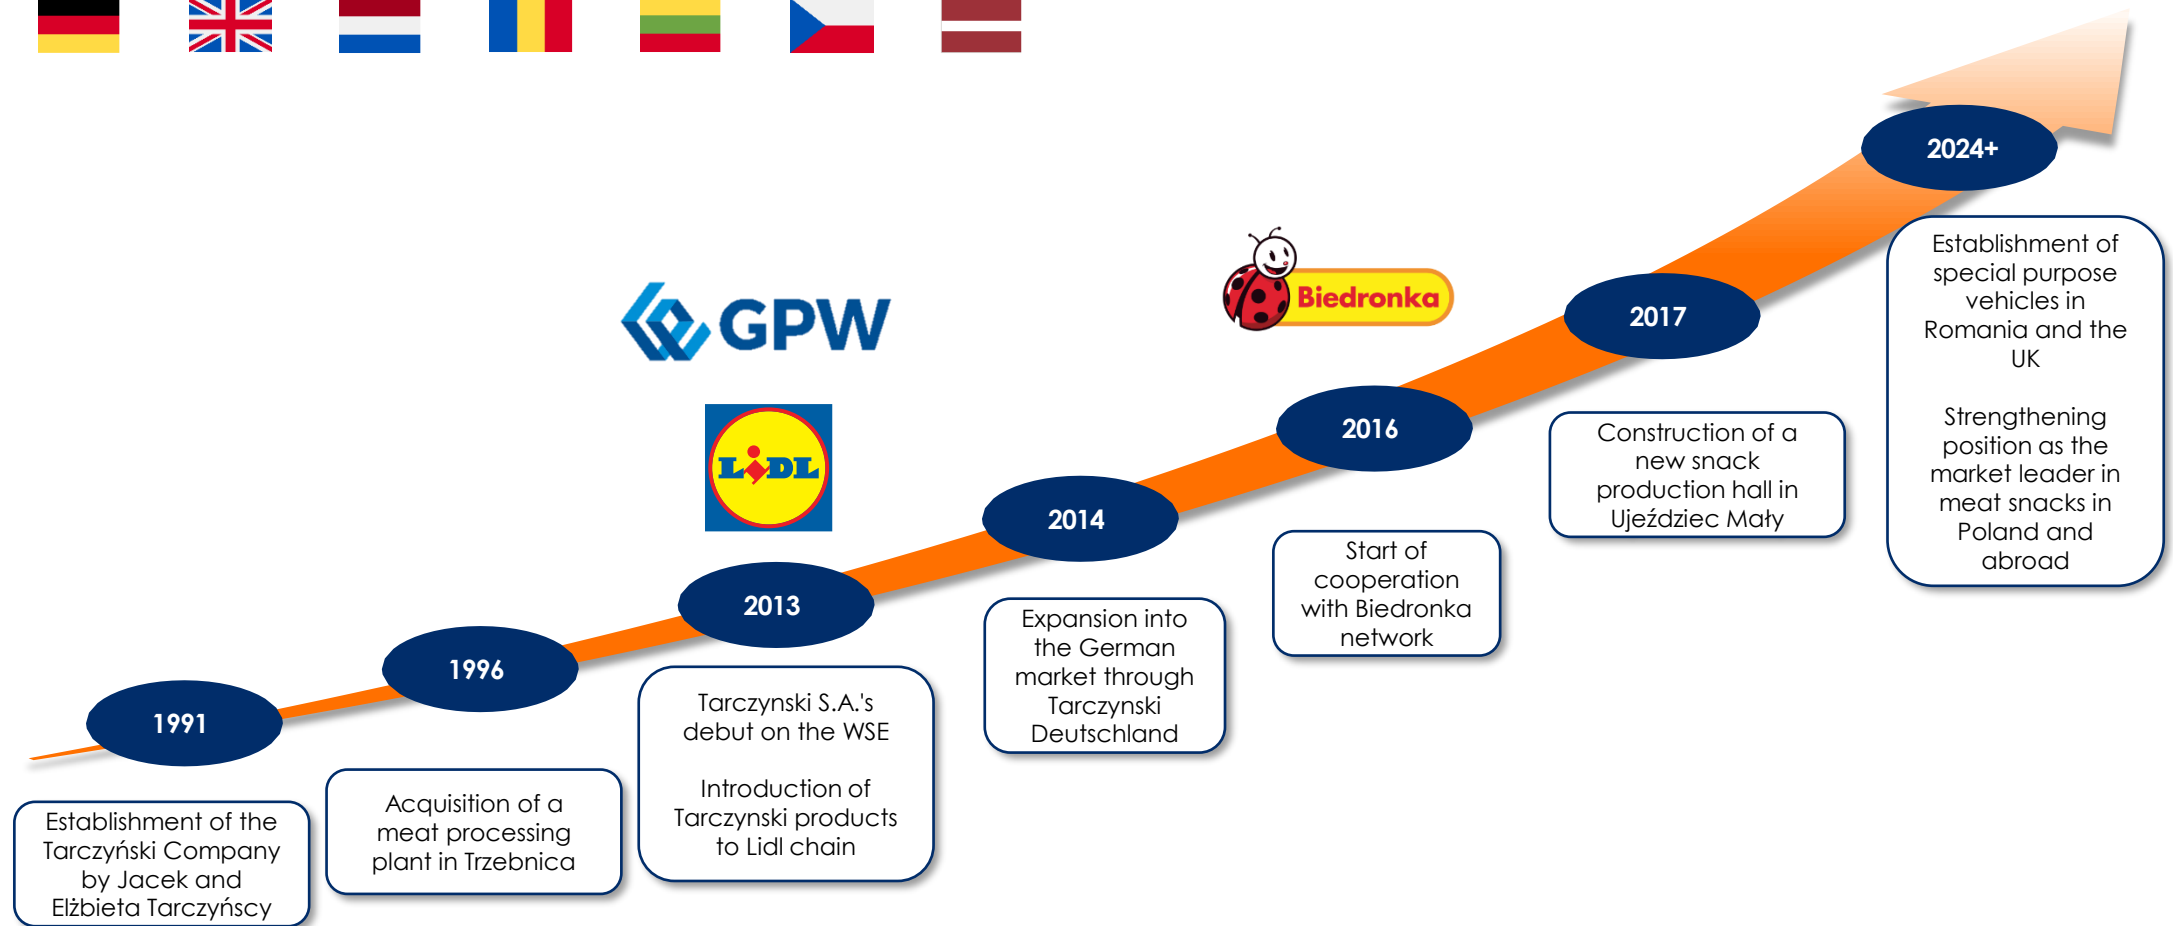 1991
Establishment of the
Tarczyński Company
by Jacek and
Elżbieta Tarczyńscy
1996
Acquisition of a
meat processing
plant in Trzebnica
GPW
LIDL
2013
Tarczynski S.A.'s
debut on the WSE
Introduction of
Tarczynski products
to Lidl chain
2014
Expansion into
the German
market through
Tarczynski
Deutschland
Biedronka
2016
Start of
cooperation
with Biedronka
network
2017
Construction of a
new snack
production hall in
Ujeździec Mały
2024+
Establishment of
special purpose
vehicles in
Romania and the
UK
Strengthening
position as the
market leader in
meat snacks in
Poland and
abroad